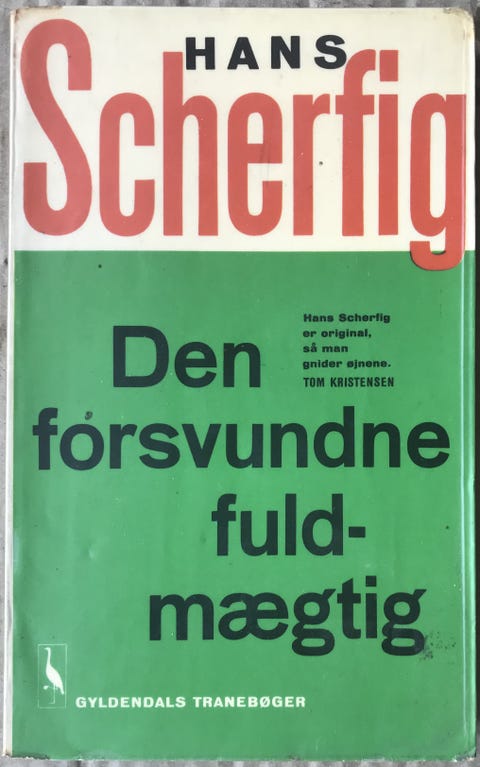 HANS
Scherfig
Hans Scherfig
er original,
så man
gnider øjnene.
TOM KRISTENSEN
Den
forsvundne
fuld-
mægtig
GYLDENDALS TRANEBØGER